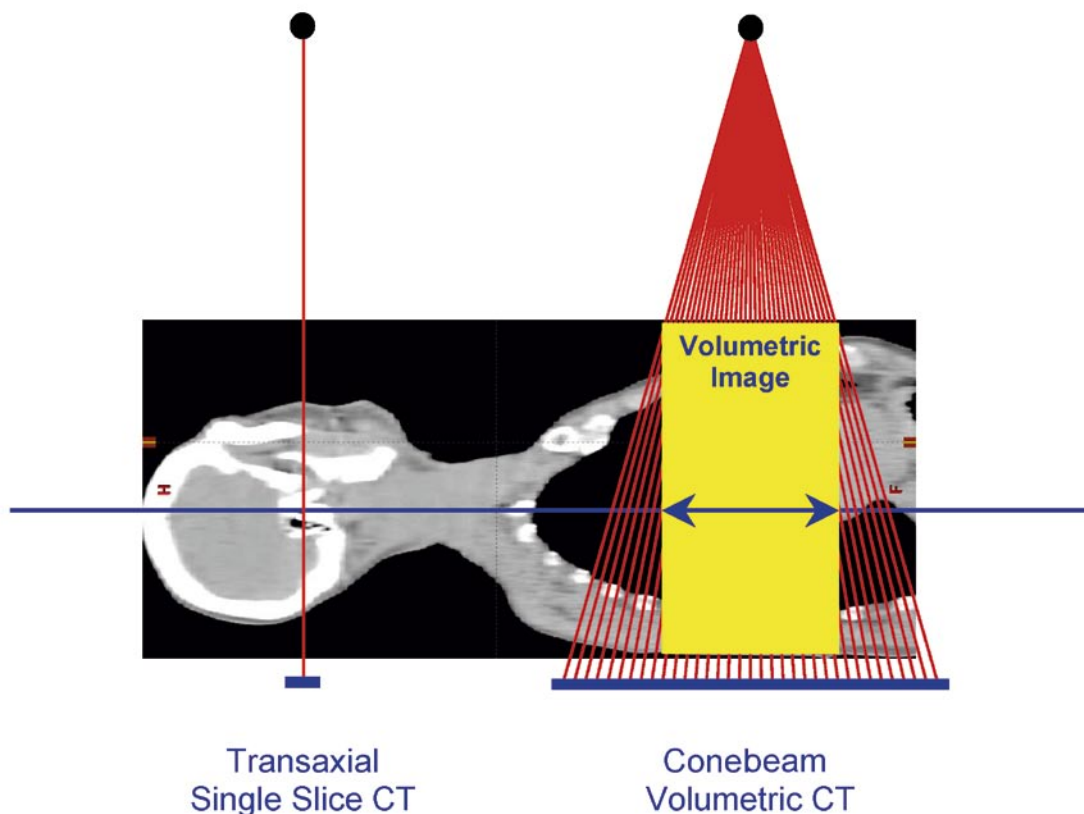 Volumetric
Image
H
F
Transaxial
Single Slice CT
Conebeam
Volumetric CT